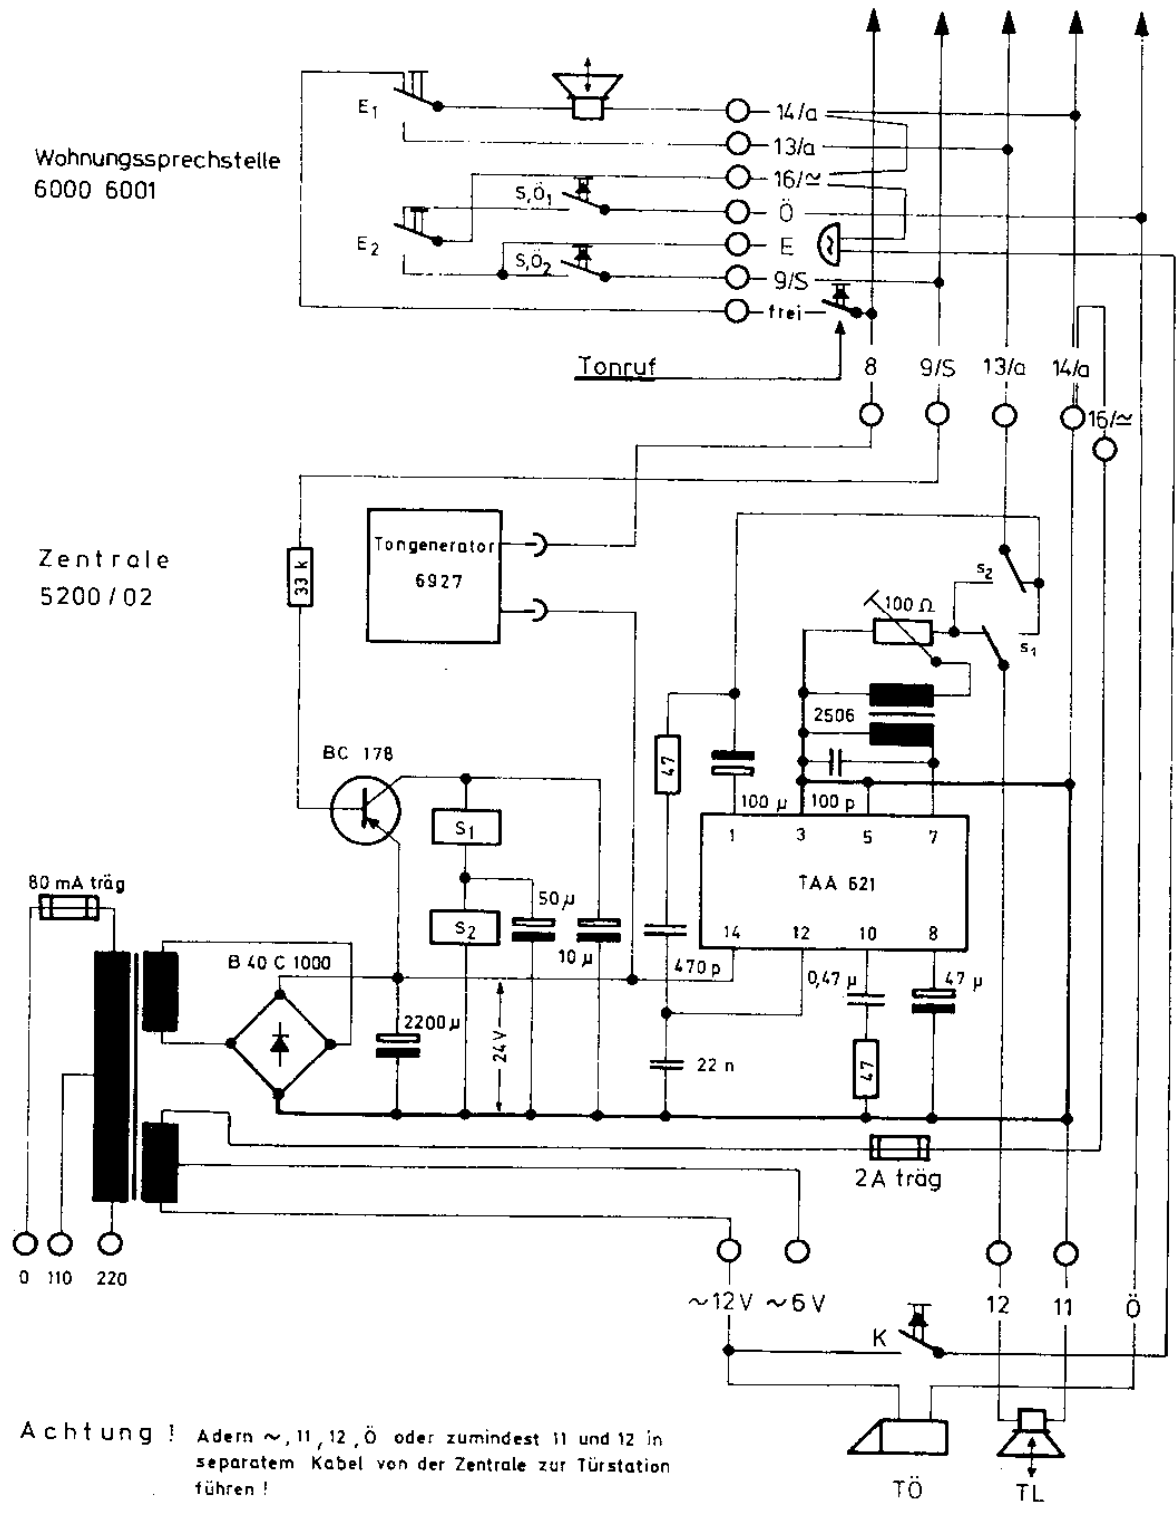 E1
14/a
13/a
Wohnungssprechstelle
6000 6001
16/≃
S,Ö1
Ö
E2
S,Ö2
E
~
9/S
frei
Tonruf
8
9/S
13/a
14/a
16/≃
Zentrale
5200/02
Tongenerator
6927
33 k
S2
100 Ω
S1
2506
BC 178
47
100 µ
100 p
1
3
5
7
S1
TAA 621
80 mA träg
50 µ
S2
14
12
10
8
10 µ
B 40 C 1000
470 p
0,47 µ
47 µ
2200 µ
24V
22 n
47
2A träg
0
110
220
~12V
~6V
12
11
Ö
K
Achtung !
Adern ~, 11, 12, Ö oder zumindest 11 und 12 in
separatem Kabel von der Zentrale zur Türstation
führen !
TÖ
TL